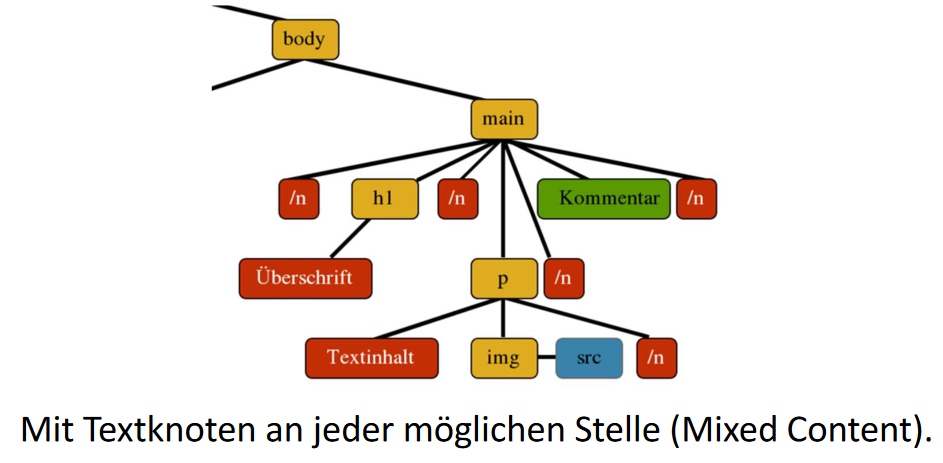 body
main
/n h1 /n Kommentar /n
Überschrift p /n
Textinhalt img src /n
Mit Textknoten an jeder möglichen Stelle (Mixed Content).